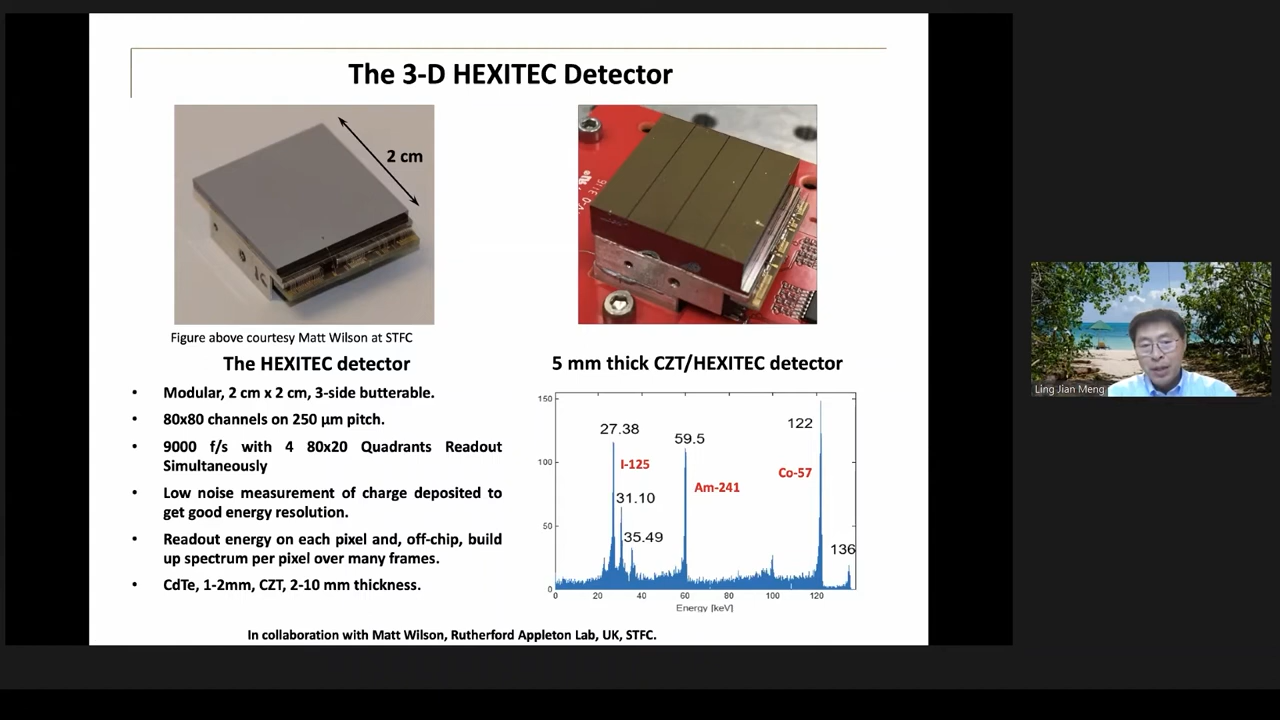 The 3-D HEXITEC Detector
2 cm
Figure above courtesy Matt Wilson at STFC
The HEXITEC detector
• Modular, 2 cm x 2 cm, 3-side butterable.
• 80x80 channels on 250 µm pitch.
• 9000 f/s with 4 80x20 Quadrants Readout
Simultaneously
• Low noise measurement of charge deposited to
get good energy resolution.
• Readout energy on each pixel and, off-chip, build
up spectrum per pixel over many frames.
• CdTe, 1-2mm, CZT, 2-10 mm thickness.
5 mm thick CZT/HEXITEC detector
150
100
50
0
27.38
I-125
31.10
35.49
59.5
Am-241
122
Co-57
136
0 20 40 60 80 100 120
Energy [keV]
In collaboration with Matt Wilson, Rutherford Appleton Lab, UK, STFC.
Ling Jian Meng